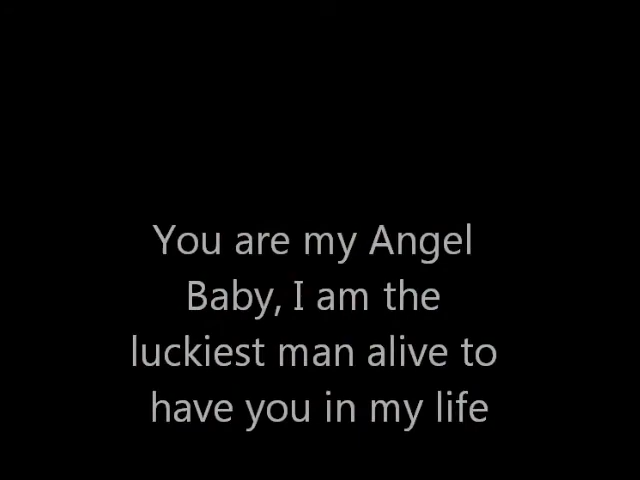 You are my Angel
Baby, I am the
luckiest man alive to
have you in my life